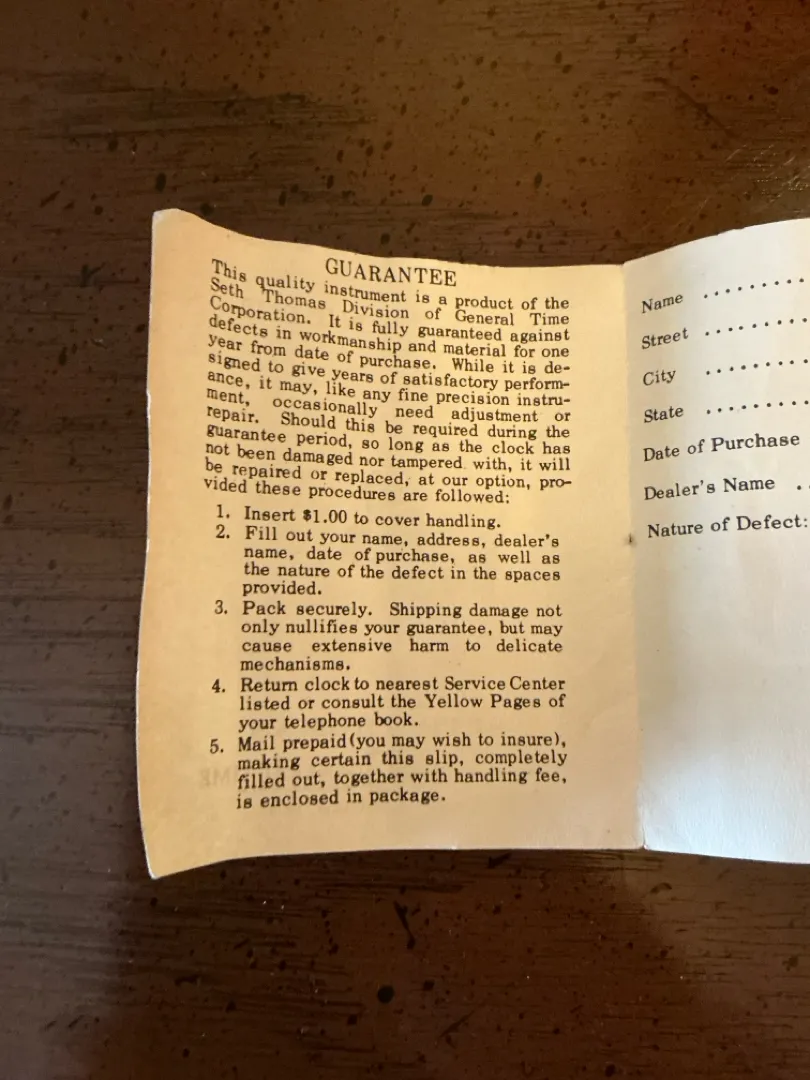 GUARANTEE
This quality instrument is a product of the
Seth Thomas Division of General Time
Corporation. It is fully guaranteed against
defects in workmanship and material for one
year from date of purchase. While it is de-
signed to give years of satisfactory perform-
ance, it may, like any fine precision instru-
ment, occasionally need adjustment or
repair. Should this be required during the
guarantee period, so long as the clock has
not been damaged nor tampered with, it will
be repaired or replaced, at our option, pro-
vided these procedures are followed:
1. Insert $1.00 to cover handling.
2. Fill out your name, address, dealer's
name, date of purchase, as well as
the nature of the defect in the spaces
provided.
3. Pack securely. Shipping damage not
only nullifies your guarantee, but may
cause extensive harm to delicate
mechanisms.
4. Return clock to nearest Service Center
listed or consult the Yellow Pages of
your telephone book.
5. Mail prepaid (you may wish to insure),
making certain this slip, completely
filled out, together with handling fee,
is enclosed in package.
Name .........
Street .........
City ........
State .........
Date of Purchase
Dealer's Name ..
Nature of Defect: